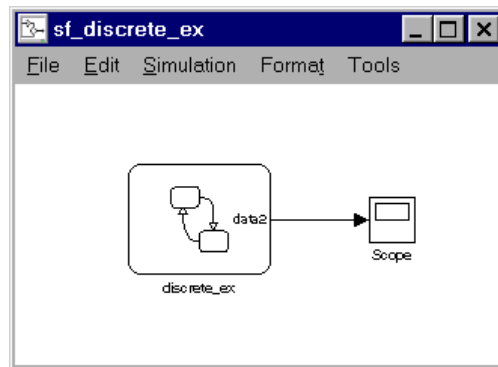 sf_discrete_ex
File Edit Simulation Format Tools
data2
Scope
discrete_ex